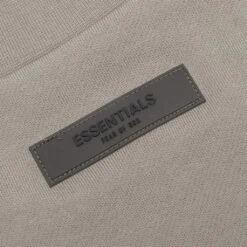 ESSENTIALS
FEAR OF GOD